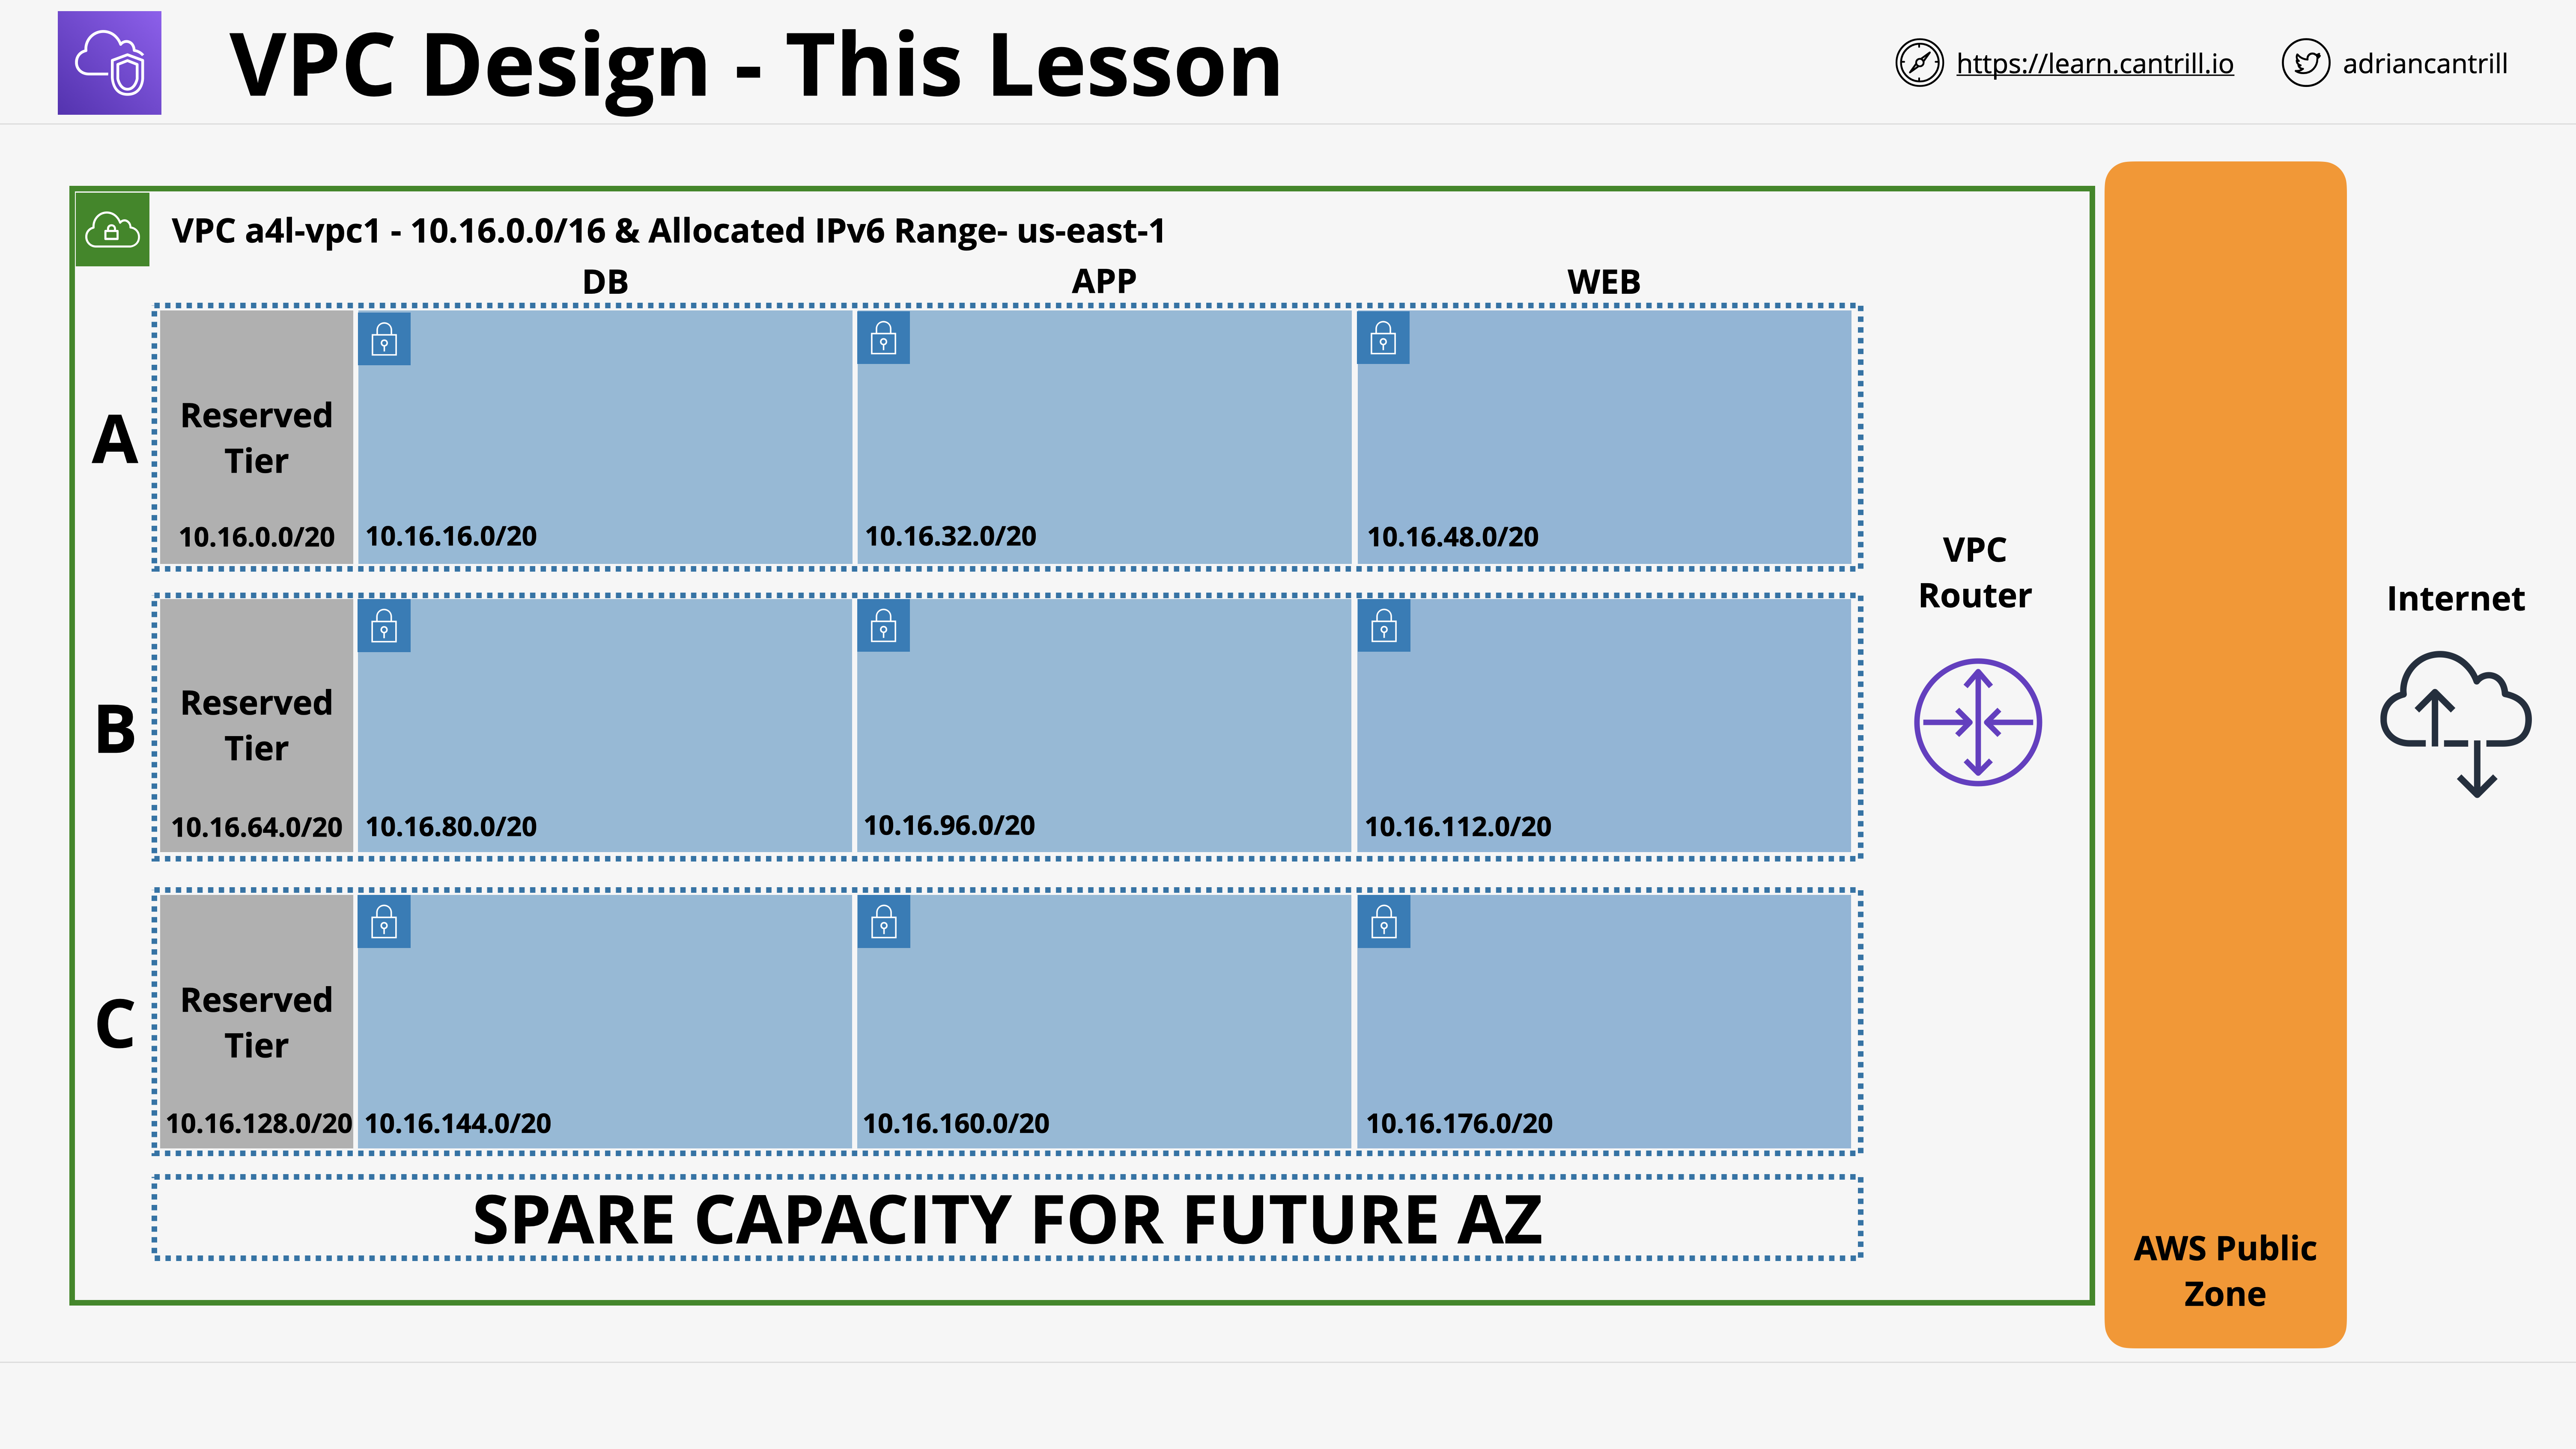 VPC Design - This Lesson
https://learn.cantrill.io
adriancantrill
VPC a4l-vpc1 - 10.16.0.0/16 & Allocated IPv6 Range- us-east-1
DB
APP
WEB
A
Reserved
Tier
10.16.0.0/20
10.16.16.0/20
10.16.32.0/20
10.16.48.0/20
B
Reserved
Tier
10.16.64.0/20
10.16.80.0/20
10.16.96.0/20
10.16.112.0/20
C
Reserved
Tier
10.16.128.0/20
10.16.144.0/20
10.16.160.0/20
10.16.176.0/20
SPARE CAPACITY FOR FUTURE AZ
VPC
Router
AWS Public
Zone
Internet